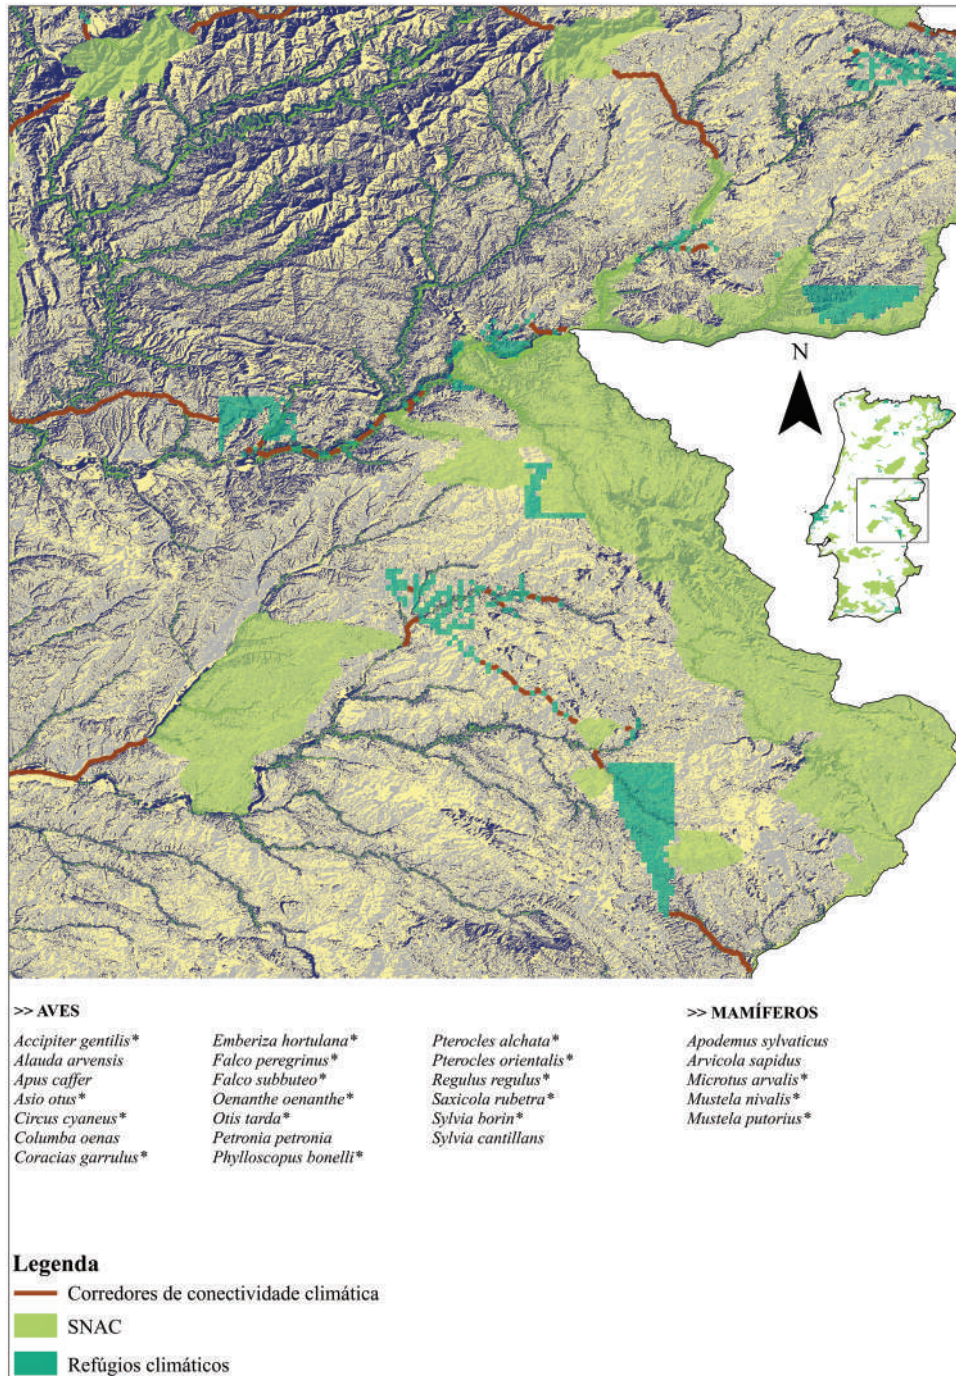 N
>> AVES
Accipiter gentilis*
Alauda arvensis
Apus caffer
Asio otus*
Circus cyaneus*
Columba oenas
Coracias garrulus*
Emberiza hortulana*
Falco peregrinus*
Falco subbuteo*
Oenanthe oenanthe*
Otis tarda*
Petronia petronia
Phylloscopus bonelli*
Pterocles alchata*
Pterocles orientalis*
Regulus regulus*
Saxicola rubetra*
Sylvia borin*
Sylvia cantillans
>> MAMÍFEROS
Apodemus sylvaticus
Arvicola sapidus
Microtus arvalis*
Mustela nivalis*
Mustela putorius*
Legenda
Corredores de conectividade climática
SNAC
Refúgios climáticos